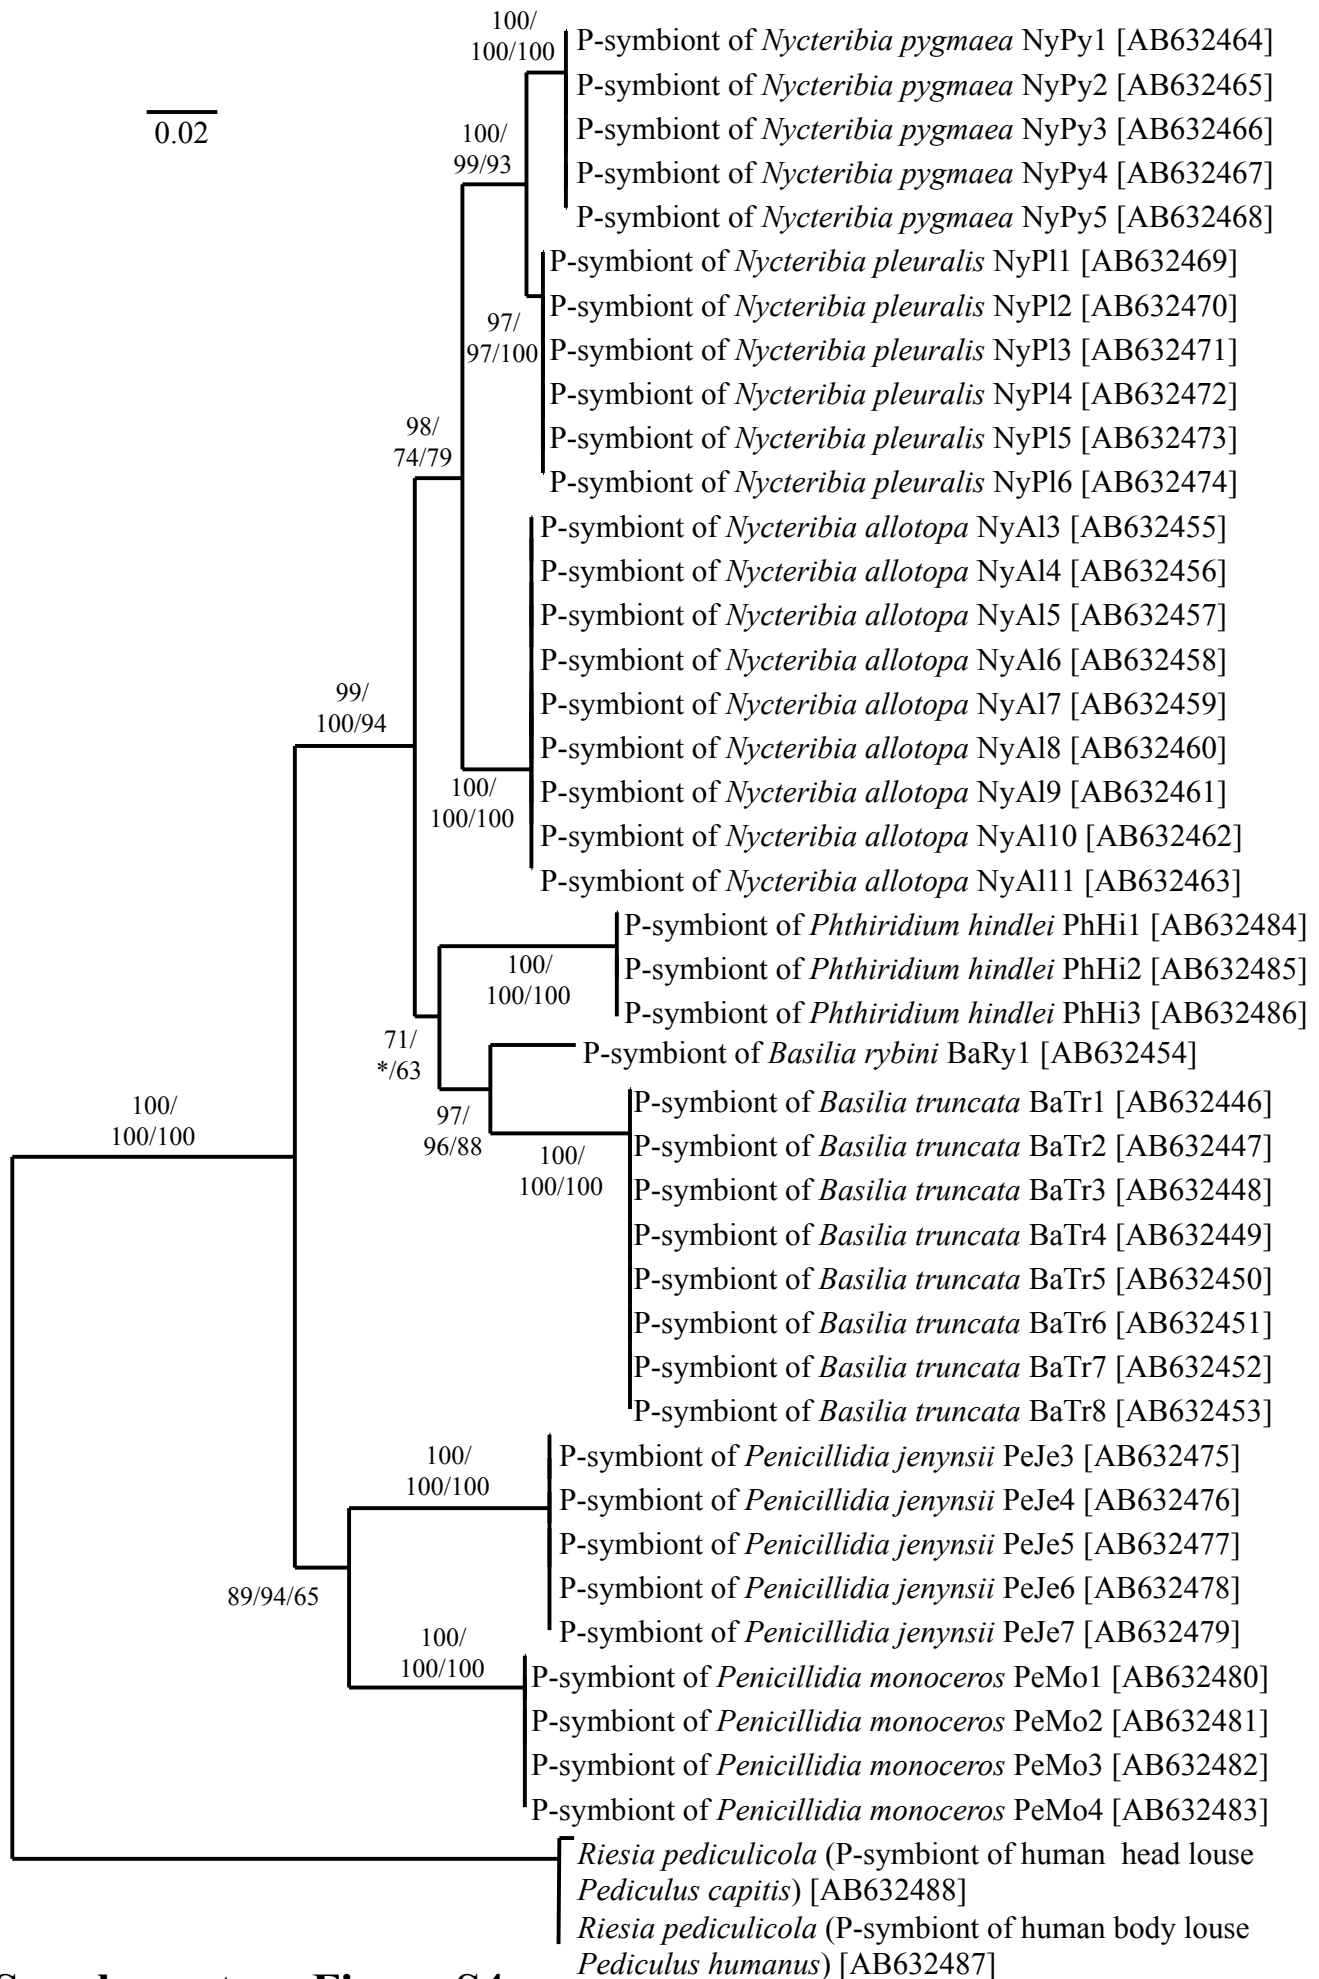 100/
100/100
P-symbiont of Nycteribia pygmaea NyPy1 [AB632464]
P-symbiont of Nycteribia pygmaea NyPy2 [AB632465]
0.02
100/
99/93
P-symbiont of Nycteribia pygmaea NyPy3 [AB632466]
P-symbiont of Nycteribia pygmaea NyPy4 [AB632467]
P-symbiont of Nycteribia pygmaea NyPy5 [AB632468]
P-symbiont of Nycteribia pleuralis NyPl1 [AB632469]
P-symbiont of Nycteribia pleuralis NyPl2 [AB632470]
97/
97/100
P-symbiont of Nycteribia pleuralis NyPl3 [AB632471]
P-symbiont of Nycteribia pleuralis NyPl4 [AB632472]
98/
74/79
P-symbiont of Nycteribia pleuralis NyPl5 [AB632473]
P-symbiont of Nycteribia pleuralis NyPl6 [AB632474]
P-symbiont of Nycteribia allotopa NyAl3 [AB632455]
P-symbiont of Nycteribia allotopa NyAl4 [AB632456]
P-symbiont of Nycteribia allotopa NyAl5 [AB632457]
P-symbiont of Nycteribia allotopa NyAl6 [AB632458]
99/
100/94
P-symbiont of Nycteribia allotopa NyAl7 [AB632459]
P-symbiont of Nycteribia allotopa NyAl8 [AB632460]
100/
100/100
P-symbiont of Nycteribia allotopa NyAl9 [AB632461]
P-symbiont of Nycteribia allotopa NyAl10 [AB632462]
P-symbiont of Nycteribia allotopa NyAl11 [AB632463]
P-symbiont of Phthiridium hindlei PhHi1 [AB632484]
100/
100/100
P-symbiont of Phthiridium hindlei PhHi2 [AB632485]
P-symbiont of Phthiridium hindlei PhHi3 [AB632486]
71/
*/63
P-symbiont of Basilia rybini BaRy1 [AB632454]
100/
100/100
97/
96/88
P-symbiont of Basilia truncata BaTr1 [AB632446]
P-symbiont of Basilia truncata BaTr2 [AB632447]
100/
100/100
P-symbiont of Basilia truncata BaTr3 [AB632448]
P-symbiont of Basilia truncata BaTr4 [AB632449]
P-symbiont of Basilia truncata BaTr5 [AB632450]
P-symbiont of Basilia truncata BaTr6 [AB632451]
P-symbiont of Basilia truncata BaTr7 [AB632452]
P-symbiont of Basilia truncata BaTr8 [AB632453]
100/
100/100
P-symbiont of Penicillidia jenynsii PeJe3 [AB632475]
P-symbiont of Penicillidia jenynsii PeJe4 [AB632476]
P-symbiont of Penicillidia jenynsii PeJe5 [AB632477]
89/94/65
P-symbiont of Penicillidia jenynsii PeJe6 [AB632478]
P-symbiont of Penicillidia jenynsii PeJe7 [AB632479]
100/
100/100
P-symbiont of Penicillidia monoceros PeMo1 [AB632480]
P-symbiont of Penicillidia monoceros PeMo2 [AB632481]
P-symbiont of Penicillidia monoceros PeMo3 [AB632482]
P-symbiont of Penicillidia monoceros PeMo4 [AB632483]
Riesia pediculicola (P-symbiont of human head louse
Pediculus capitis) [AB632488]
Riesia pediculicola (P-symbiont of human body louse
Pediculus humanus) [AB632487]